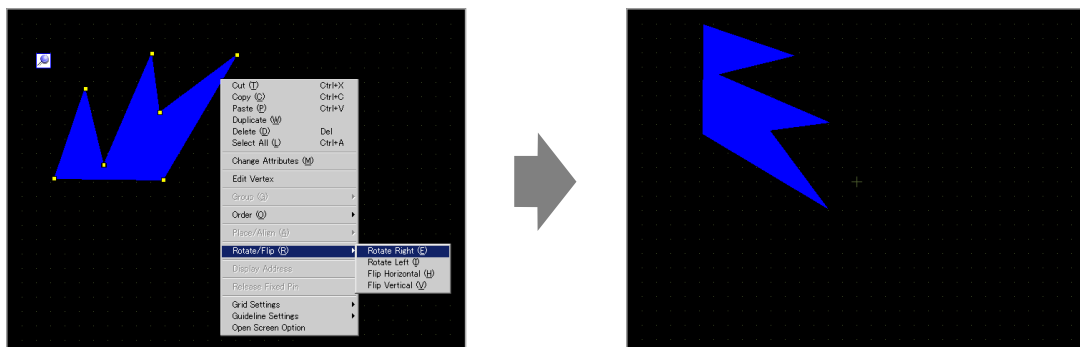 Cut (T) Ctrl+X
Copy (C) Ctrl+C
Paste (P) Ctrl+V
Duplicate (W)
Delete (D) Del
Select All (L) Ctrl+A
Change Attributes (M)
Edit Vertex
Group (G)
Order (O)
Place/Align (A)
Rotate/Flip (R)
Rotate Right (E)
Rotate Left (I)
Flip Horizontal (H)
Flip Vertical (V)
Display Address
Release Fixed Pin
Grid Settings
Guideline Settings
Open Screen Option